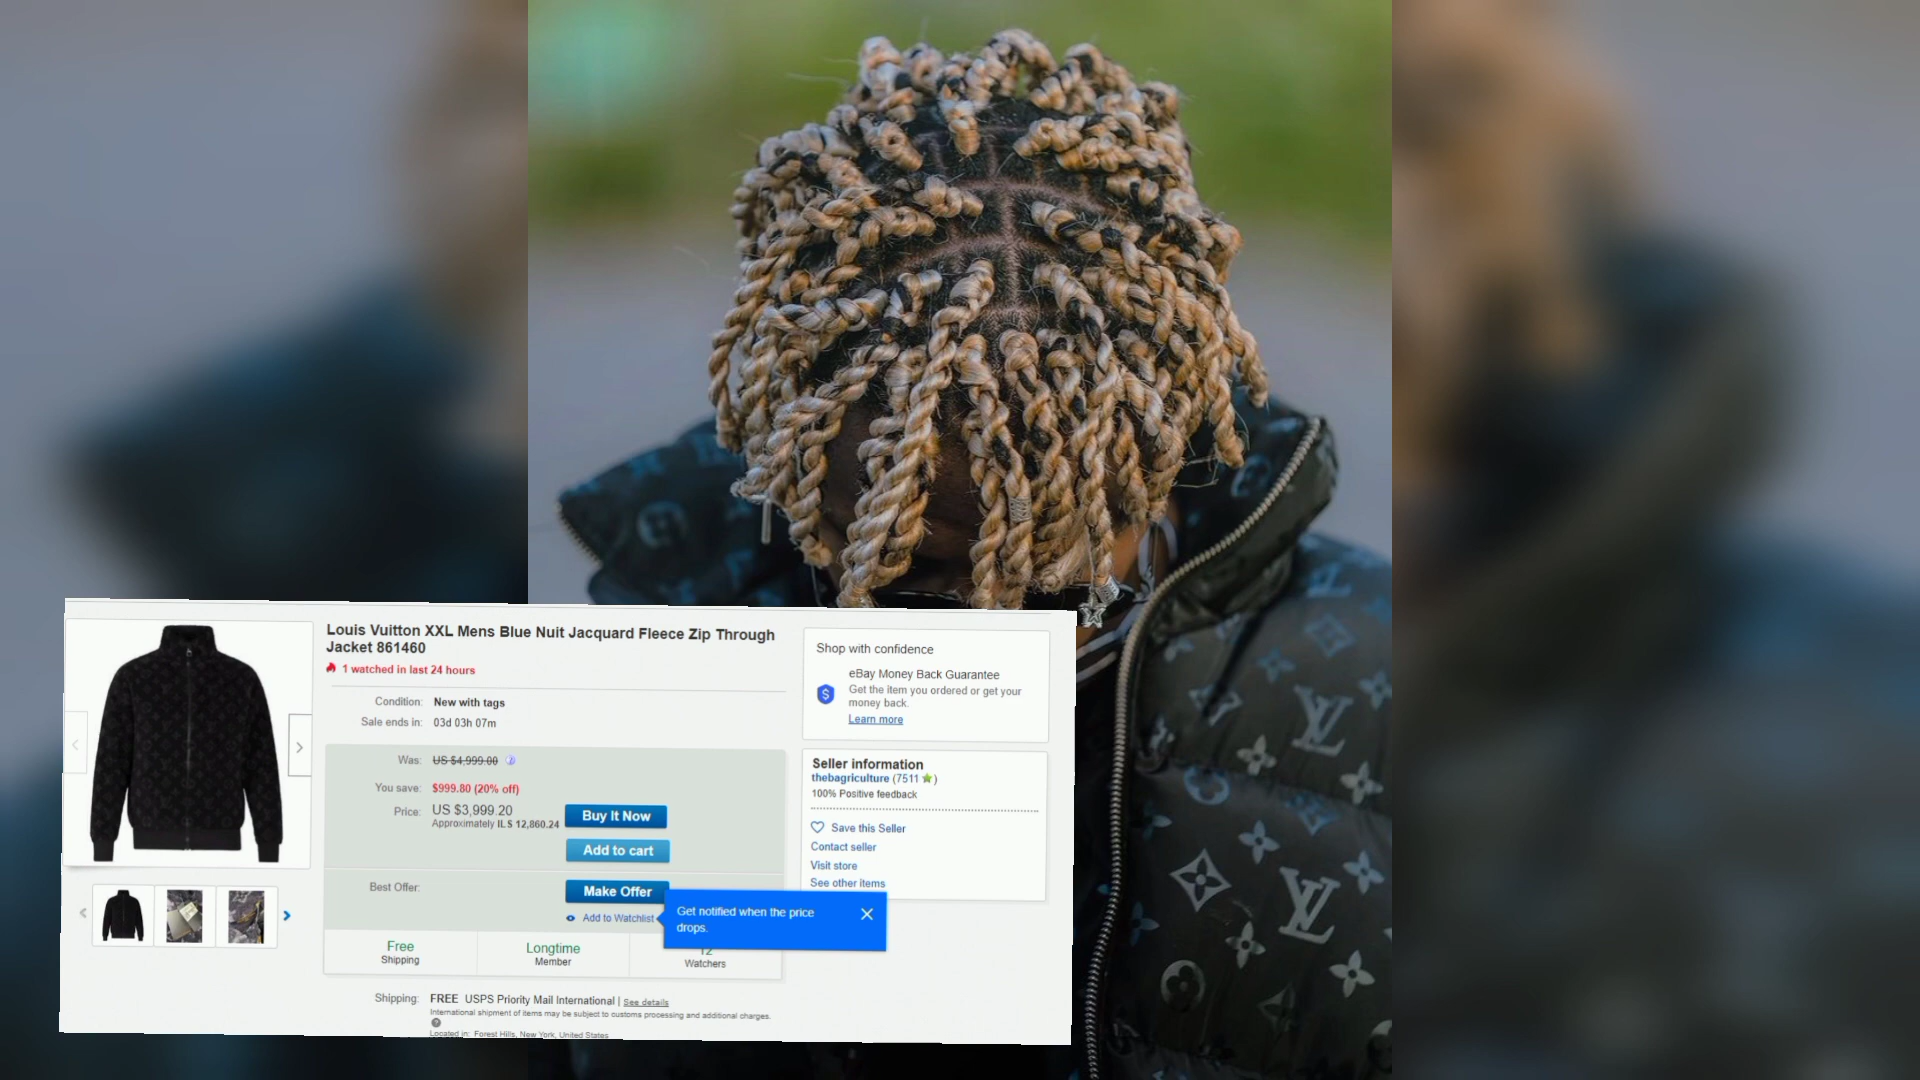 Louis Vuitton XXL Mens Blue Nuit Jacquard Fleece Zip Through
Jacket 861460
1 watched in last 24 hours
Condition: New with tags
Sale ends in: 03d 03h 07m
Was: US $4,999.00
You save: $999.80 (20% off)
Price: US $3,999.20
Approximately ILS 12,860.24
Buy It Now
Add to cart
Best Offer:
Make Offer
Add to Watchlist
Get notified when the price
drops.
Free
Shipping
Longtime
Member
12
Watchers
Shipping: FREE USPS Priority Mail International | See details
International shipment of items may be subject to customs processing and additional charges.
Located in: Forest Hills, New York, United States
Shop with confidence
eBay Money Back Guarantee
Get the item you ordered or get your
money back.
Learn more
Seller information
thebagriculture (7511)
100% Positive feedback
Save this Seller
Contact seller
Visit store
See other items
LV
LV